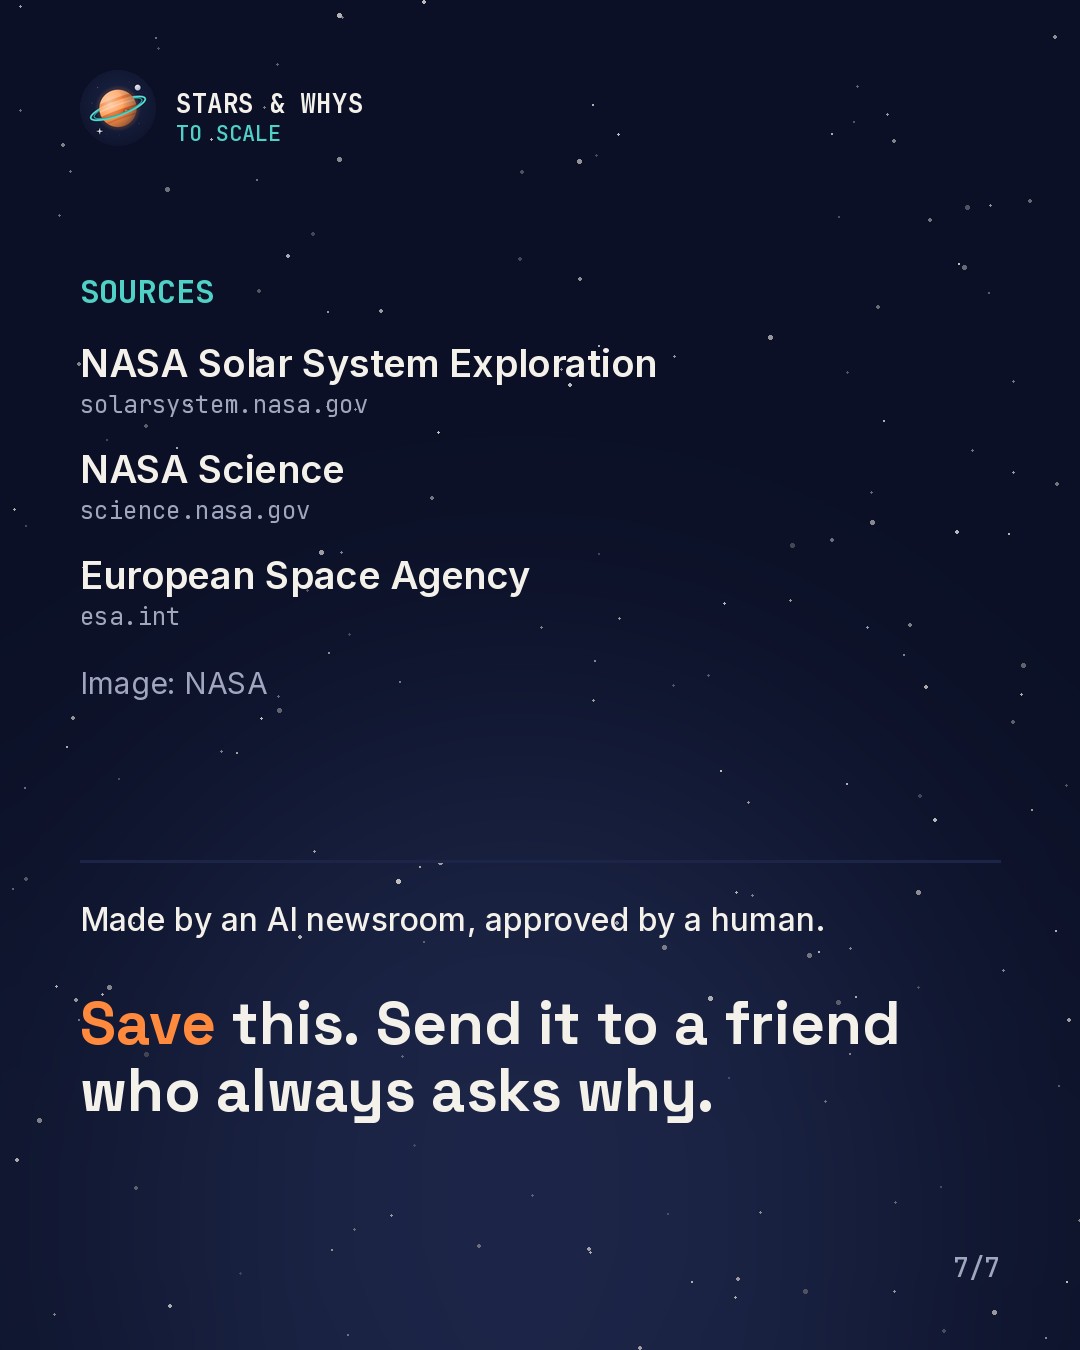 STARS & WHYS
TO SCALE
SOURCES
NASA Solar System Exploration
solarsystem.nasa.gov
NASA Science
science.nasa.gov
European Space Agency
esa.int
Image: NASA
Made by an AI newsroom, approved by a human.
Save this. Send it to a friend
who always asks why.
7/7